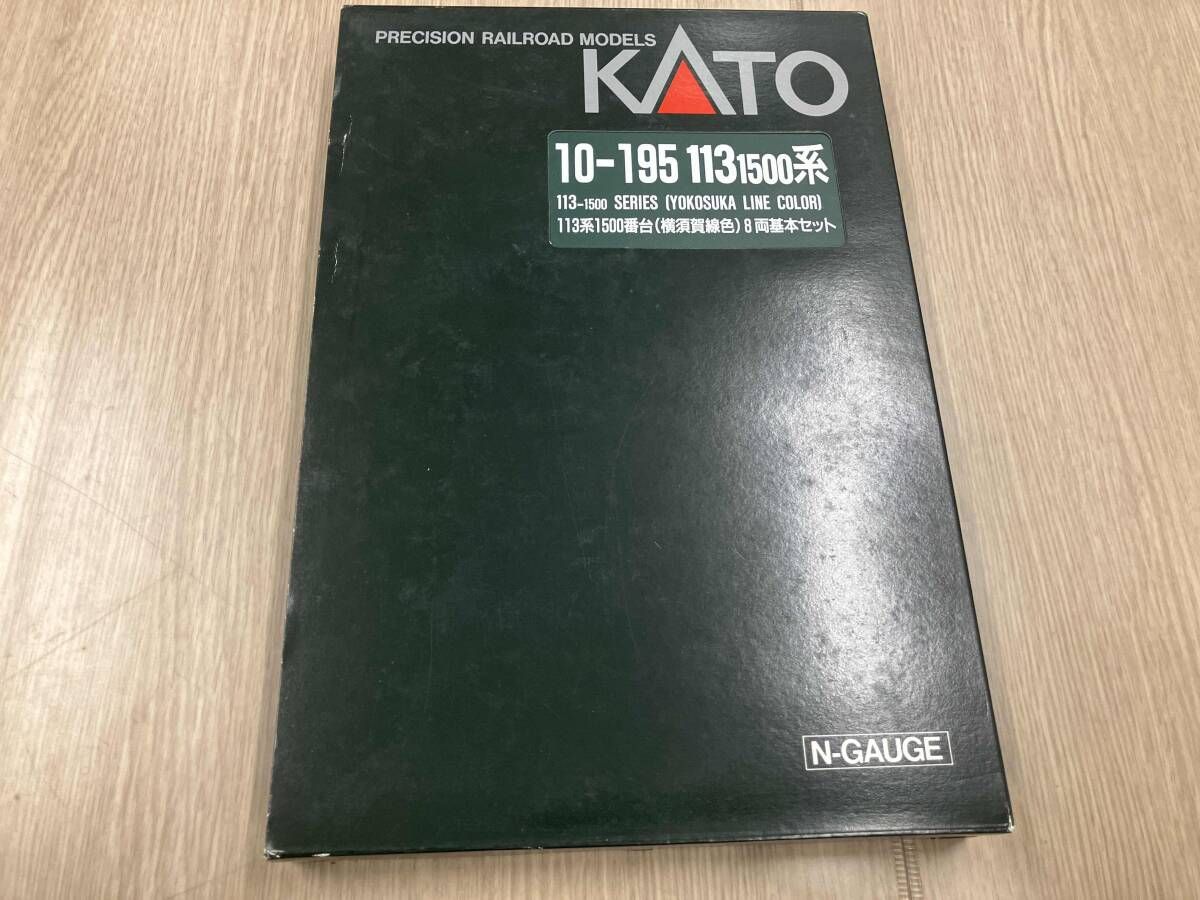 PRECISION RAILROAD MODELS
KATO
10-195 113 1500系
113-1500 SERIES (YOKOSUKA LINE COLOR)
113系1500番台(横須賀線色)8両基本セット
N-GAUGE